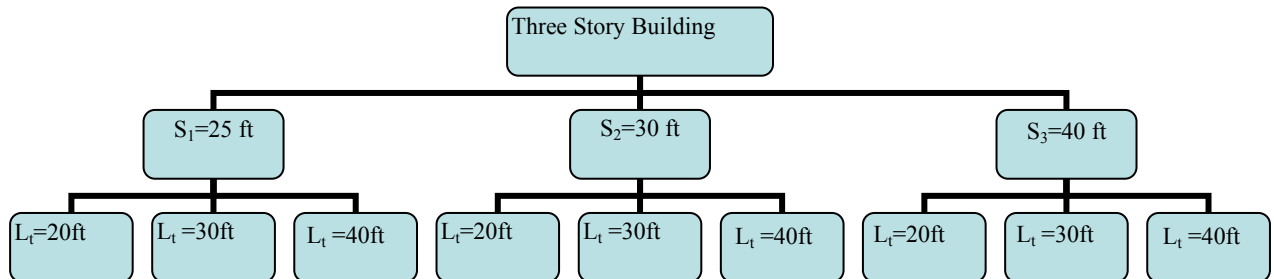 Three Story Building
S₁=25 ft
S₂=30 ft
S₃=40 ft
Lₜ=20ft
Lₜ =30ft
Lₜ =40ft
Lₜ=20ft
Lₜ =30ft
Lₜ =40ft
Lₜ=20ft
Lₜ =30ft
Lₜ =40ft